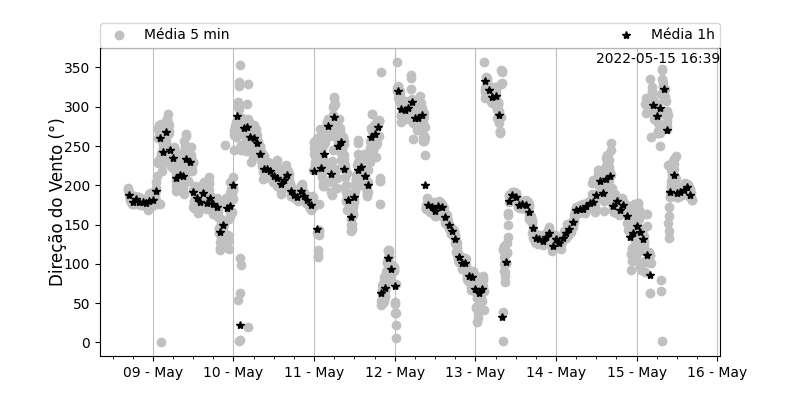 Média 5 min
Média 1h
2022-05-15 16:39
Direção do Vento (°)
350
300
250
200
150
100
50
0
09 - May
10 - May
11 - May
12 - May
13 - May
14 - May
15 - May
16 - May